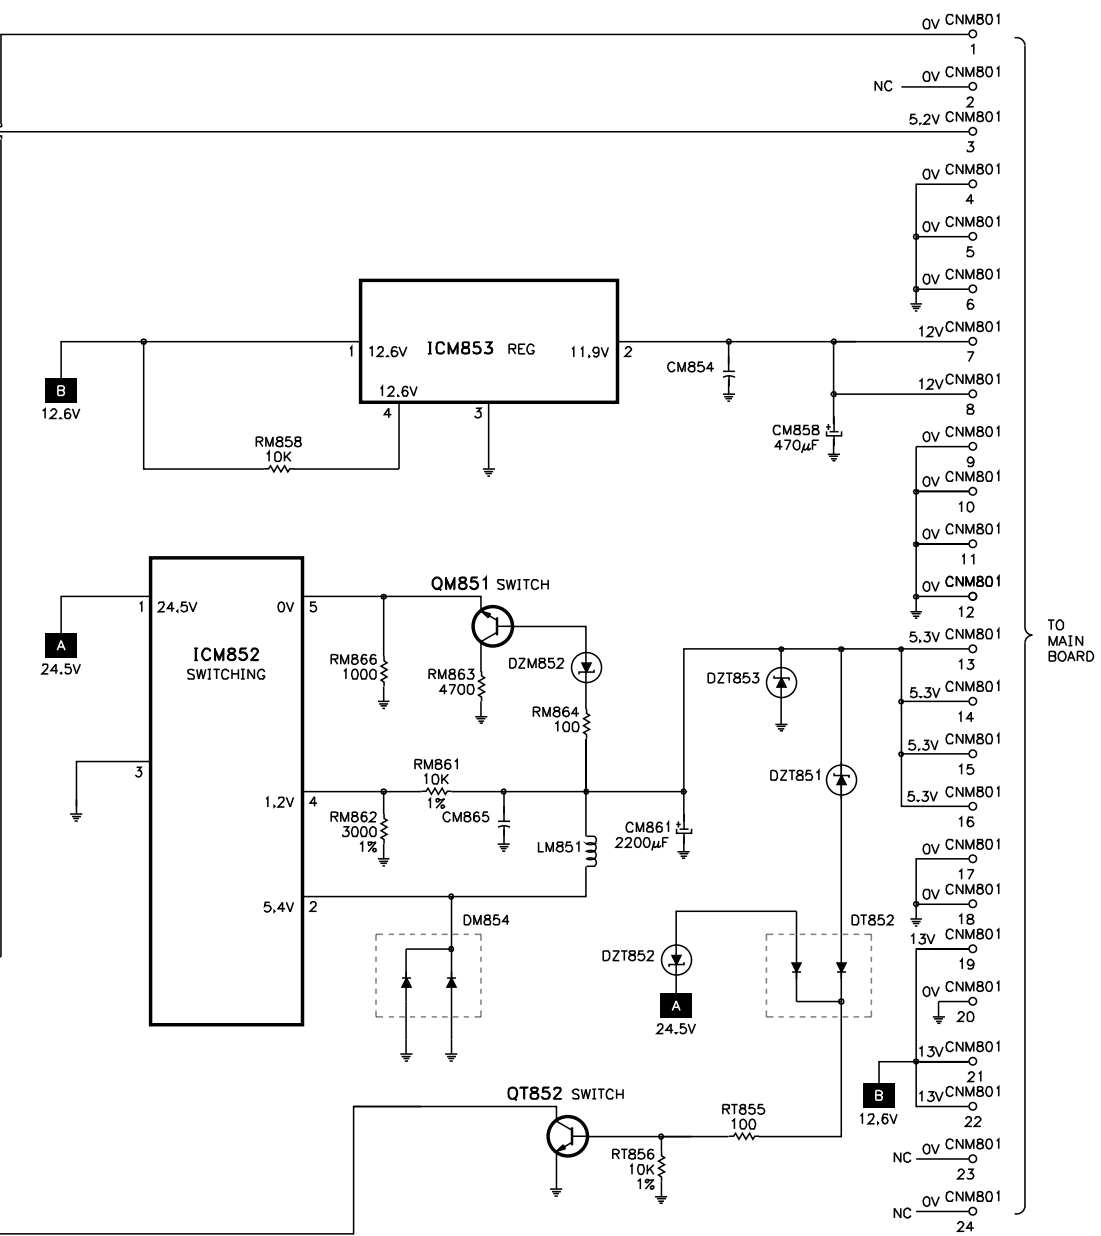 0V CNM801
1
NC 0V CNM801
2
5.2V CNM801
3
0V CNM801
4
0V CNM801
5
0V CNM801
6
12V CNM801
7
12V CNM801
8
0V CNM801
9
0V CNM801
10
0V CNM801
11
0V CNM801
12
5.3V CNM801
13
5.3V CNM801
14
5.3V CNM801
15
5.3V CNM801
16
0V CNM801
17
0V CNM801
18
13V CNM801
19
0V CNM801
20
13V CNM801
21
13V CNM801
22
NC 0V CNM801
23
NC 0V CNM801
24
TO
MAIN
BOARD
B
12.6V
1 12.6V ICM853 REG 11.9V 2
12.6V
4 3
RM858
10K
CM854
CM858
+
470µF
A
24.5V
1 24.5V 0V 5
ICM852
SWITCHING
3
1.2V 4
5.4V 2
QM851 SWITCH
RM866
1000
RM863
4700
DZM852
RM864
100
RM861
10K
1%
RM862
3000
1%
CM865
LM851
CM861
+
2200µF
DZT853
DZT851
DM854
DZT852
A
24.5V
DT852
B
12.6V
QT852 SWITCH
RT855
100
RT856
10K
1%